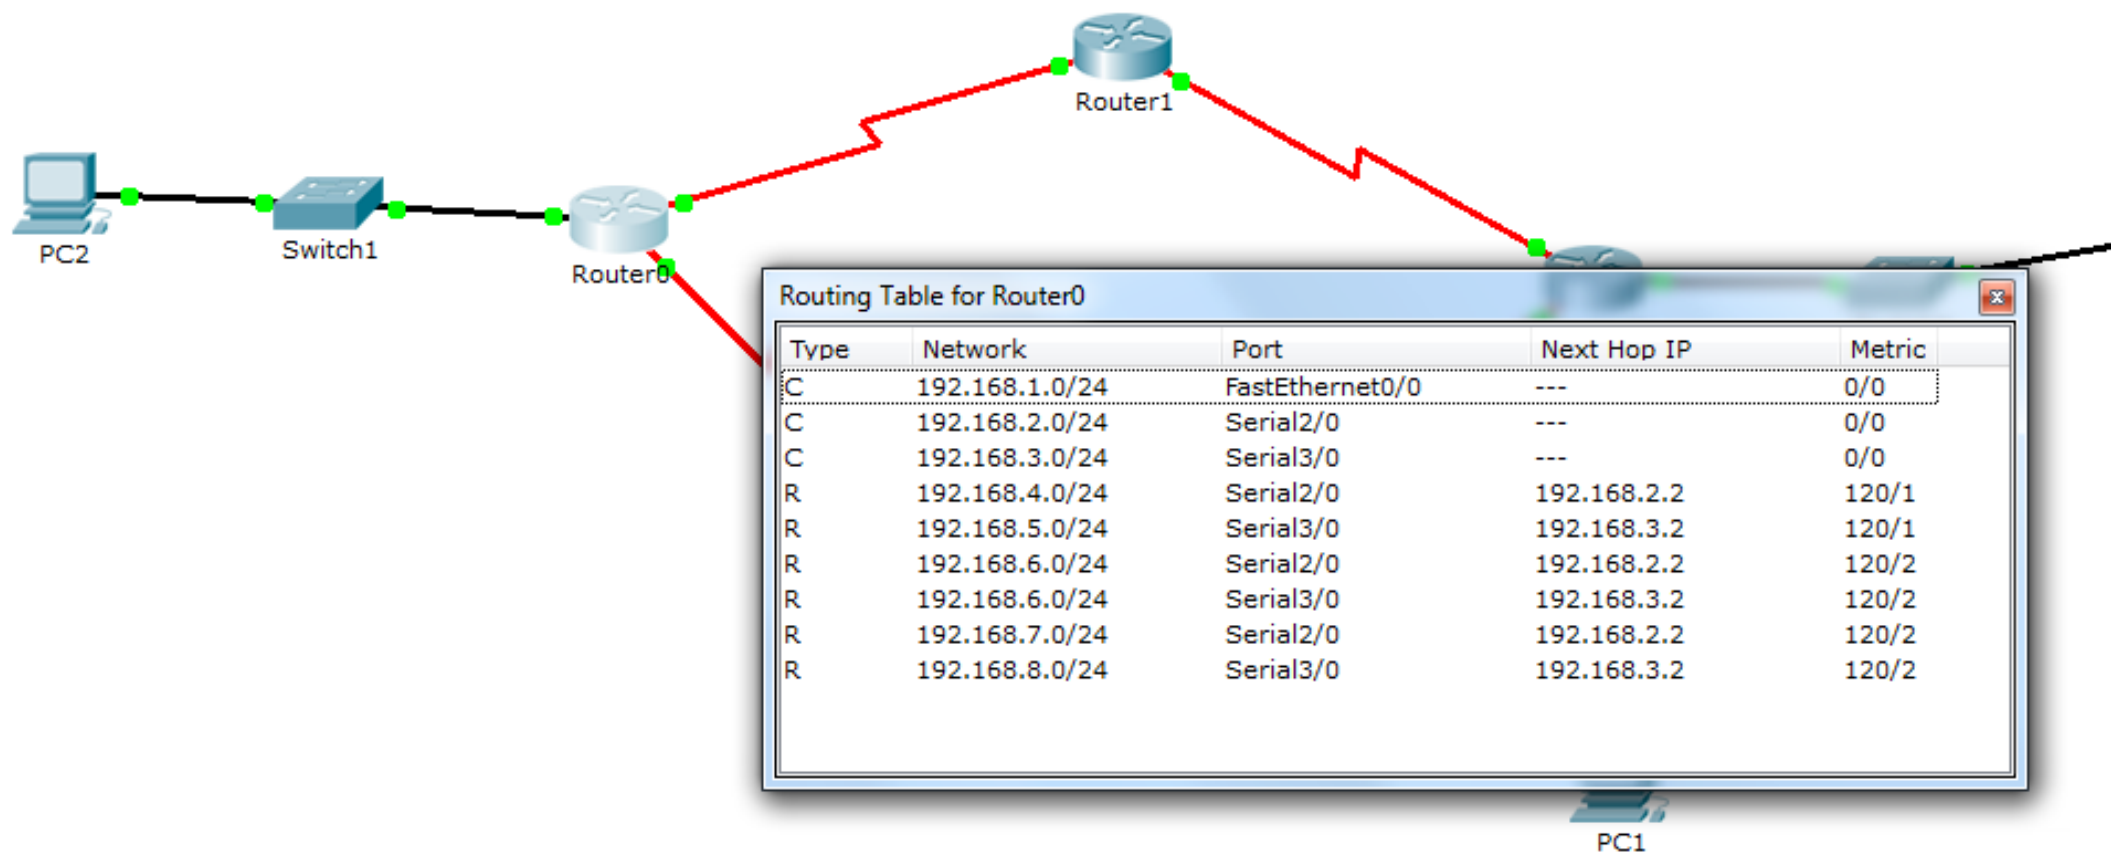 Router1
PC2
Switch1
Router0
Routing Table for Router0
Type Network Port Next Hop IP Metric
C 192.168.1.0/24 FastEthernet0/0 --- 0/0
C 192.168.2.0/24 Serial2/0 --- 0/0
C 192.168.3.0/24 Serial3/0 --- 0/0
R 192.168.4.0/24 Serial2/0 192.168.2.2 120/1
R 192.168.5.0/24 Serial3/0 192.168.3.2 120/1
R 192.168.6.0/24 Serial2/0 192.168.2.2 120/2
R 192.168.6.0/24 Serial3/0 192.168.3.2 120/2
R 192.168.7.0/24 Serial2/0 192.168.2.2 120/2
R 192.168.8.0/24 Serial3/0 192.168.3.2 120/2
PC1